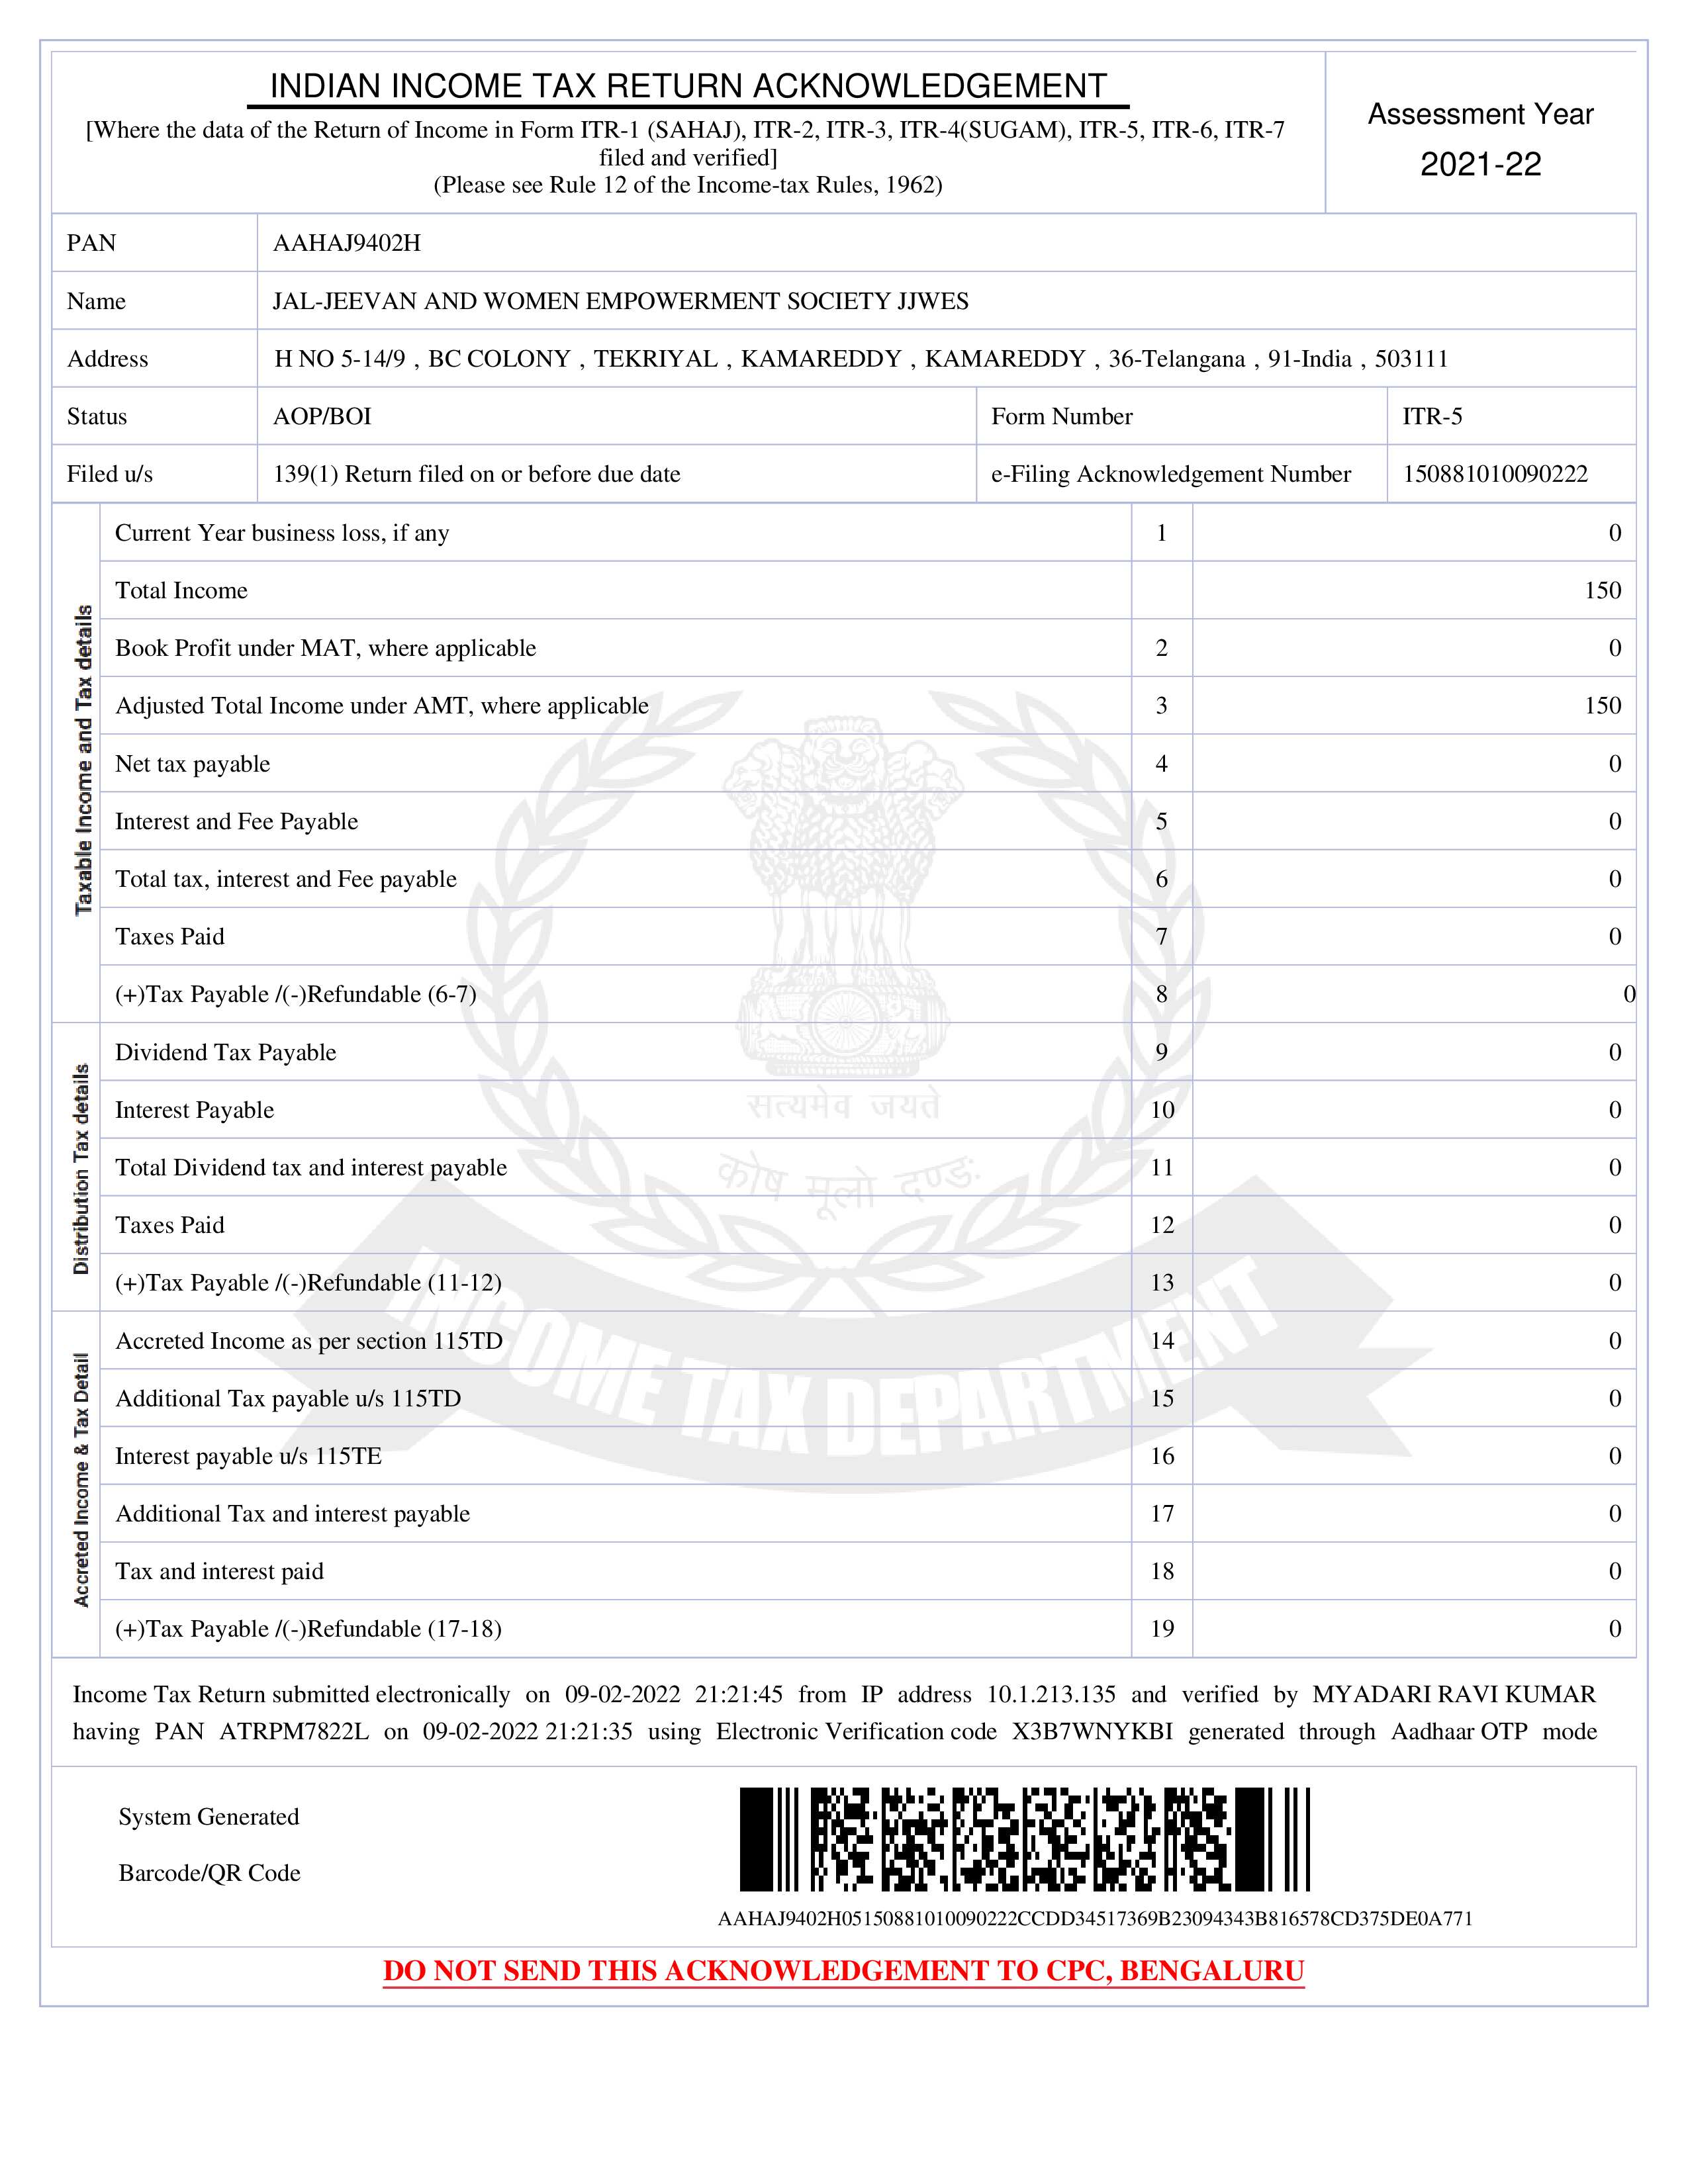 INDIAN INCOME TAX RETURN ACKNOWLEDGEMENT
[Where the data of the Return of Income in Form ITR-1 (SAHAJ), ITR-2, ITR-3, ITR-4(SUGAM), ITR-5, ITR-6, ITR-7
filed and verified]
(Please see Rule 12 of the Income-tax Rules, 1962)
Assessment Year
2021-22
PAN AAHAJ9402H
Name JAL-JEEVAN AND WOMEN EMPOWERMENT SOCIETY JJWES
Address H NO 5-14/9 , BC COLONY , TEKRIYAL , KAMAREDDY , KAMAREDDY , 36-Telangana , 91-India , 503111
Status AOP/BOI Form Number ITR-5
Filed u/s 139(1) Return filed on or before due date e-Filing Acknowledgement Number 150881010090222
Taxable Income and Tax details
Current Year business loss, if any 1 0
Total Income 150
Book Profit under MAT, where applicable 2 0
Adjusted Total Income under AMT, where applicable 3 150
Net tax payable 4 0
Interest and Fee Payable 5 0
Total tax, interest and Fee payable 6 0
Taxes Paid 7 0
(+)Tax Payable /(-)Refundable (6-7) 8 0
Distribution Tax details
Dividend Tax Payable 9 0
Interest Payable 10 0
Total Dividend tax and interest payable 11 0
Taxes Paid 12 0
(+)Tax Payable /(-)Refundable (11-12) 13 0
Accreted Income & Tax Detail
Accreted Income as per section 115TD 14 0
Additional Tax payable u/s 115TD 15 0
Interest payable u/s 115TE 16 0
Additional Tax and interest payable 17 0
Tax and interest paid 18 0
(+)Tax Payable /(-)Refundable (17-18) 19 0
सत्यमेव जयते
कोष मूलो दण्डः
INCOME TAX DEPARTMENT
Income Tax Return submitted electronically on 09-02-2022 21:21:45 from IP address 10.1.213.135 and verified by MYADARI RAVI KUMAR
having PAN ATRPM7822L on 09-02-2022 21:21:35 using Electronic Verification code X3B7WNYKBI generated through Aadhaar OTP mode
System Generated
Barcode/QR Code
AAHAJ9402H05150881010090222CCDD34517369B23094343B816578CD375DE0A771
DO NOT SEND THIS ACKNOWLEDGEMENT TO CPC, BENGALURU